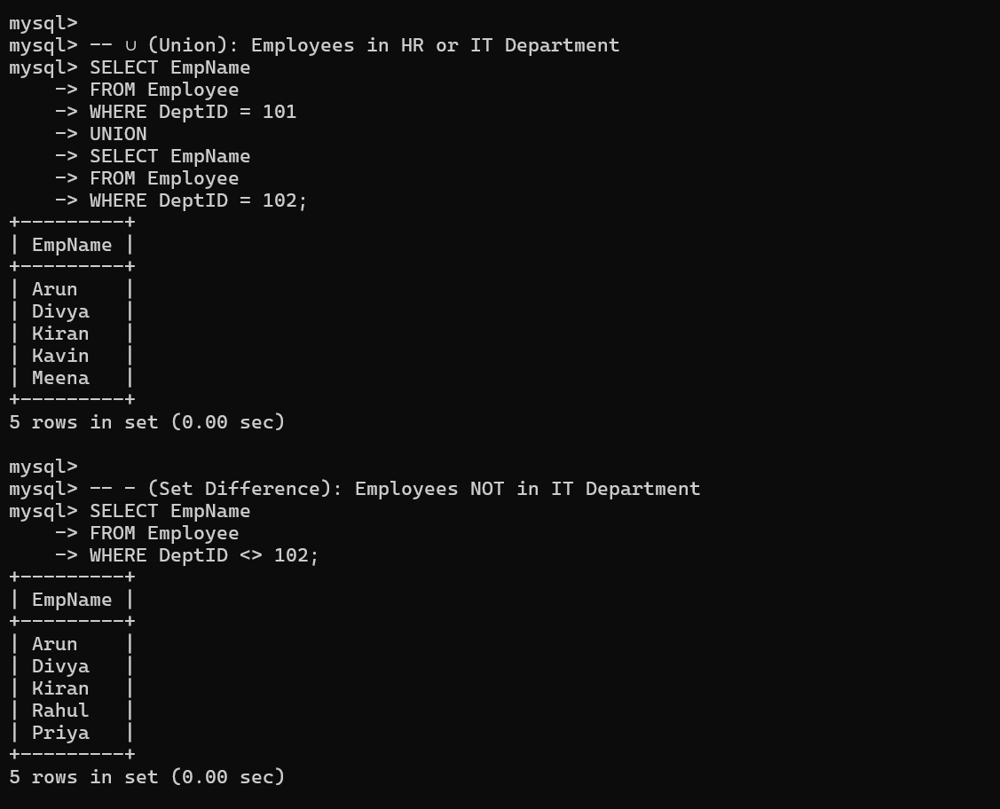 mysql>
mysql> -- ∪ (Union): Employees in HR or IT Department
mysql> SELECT EmpName
    -> FROM Employee
    -> WHERE DeptID = 101
    -> UNION
    -> SELECT EmpName
    -> FROM Employee
    -> WHERE DeptID = 102;
+---------+
| EmpName |
+---------+
| Arun    |
| Divya   |
| Kiran   |
| Kavin   |
| Meena   |
+---------+
5 rows in set (0.00 sec)

mysql>
mysql> -- - (Set Difference): Employees NOT in IT Department
mysql> SELECT EmpName
    -> FROM Employee
    -> WHERE DeptID <> 102;
+---------+
| EmpName |
+---------+
| Arun    |
| Divya   |
| Kiran   |
| Rahul   |
| Priya   |
+---------+
5 rows in set (0.00 sec)